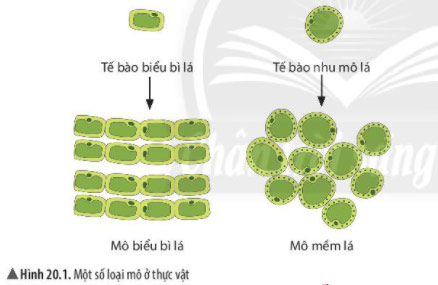 Tế bào biểu bì lá
Tế bào nhu mô lá
Mô biểu bì lá
Mô mềm lá
▲Hình 20.1. Một số loại mô ở thực vật